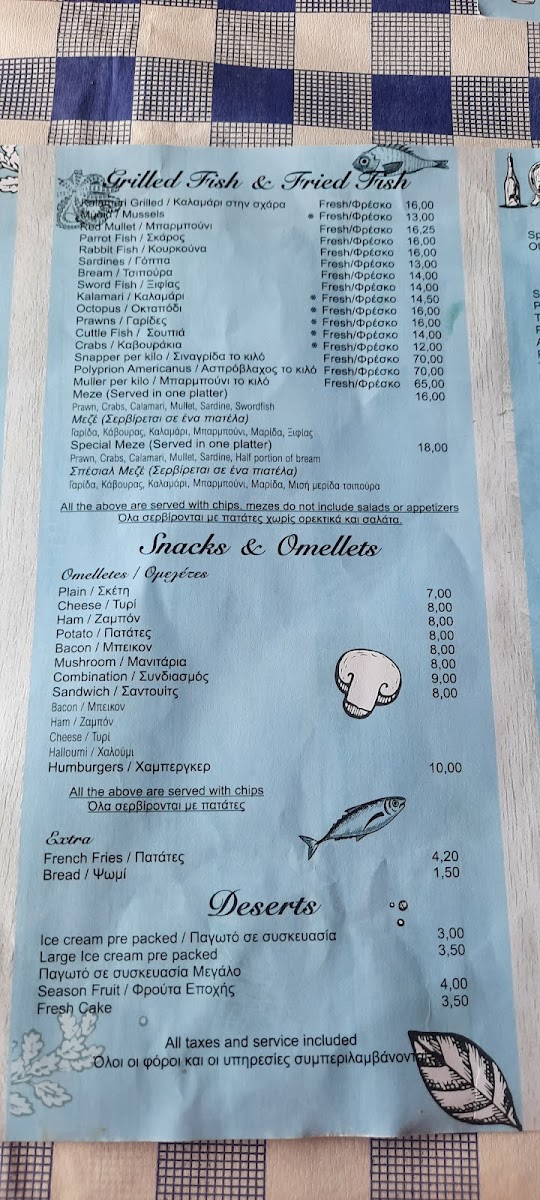 Grilled Fish & Fried Fish
Kalamari Grilled / Καλαμάρι στην σχάρα Fresh/Φρέσκο 16,00
Μύδια / Mussels * Fresh/Φρέσκο 13,00
Red Mullet / Μπαρμπούνι Fresh/Φρέσκο 16,25
Parrot Fish / Σκάρος Fresh/Φρέσκο 16,00
Rabbit Fish / Κουρκούνα Fresh/Φρέσκο 16,00
Sardines / Γόππα Fresh/Φρέσκο 13,00
Bream / Τσιπούρα Fresh/Φρέσκο 14,00
Sword Fish / Ξιφίας Fresh/Φρέσκο 14,00
Kalamari / Καλαμάρι * Fresh/Φρέσκο 14,50
Octopus / Οκταπόδι * Fresh/Φρέσκο 16,00
Prawns / Γαρίδες * Fresh/Φρέσκο 16,00
Cuttle Fish / Σουπιά * Fresh/Φρέσκο 14,00
Crabs / Καβουράκια * Fresh/Φρέσκο 12,00
Snapper per kilo / Σιναγρίδα το κιλό Fresh/Φρέσκο 70,00
Polyprion Americanus / Ασπρόβλαχος το κιλό Fresh/Φρέσκο 70,00
Muller per kilo / Μπαρμπούνι το κιλό Fresh/Φρέσκο 65,00
Meze (Served in one platter) 16,00
Prawn, Crabs, Calamari, Mullet, Sardine, Swordfish
Μεζέ (Σερβίρεται σε ένα πιατέλα)
Γαρίδα, Κάβουρας, Καλαμάρι, Μπαρμπούνι, Μαρίδα, Ξιφίας
Special Meze (Served in one platter) 18,00
Prawn, Crabs, Calamari, Mullet, Sardine, Half portion of bream
Σπέσιαλ Μεζέ (Σερβίρεται σε ένα πιατέλα)
Γαρίδα, Κάβουρας, Καλαμάρι, Μπαρμπούνι, Μαρίδα, Μισή μερίδα τσιπούρα
All the above are served with chips, mezes do not include salads or appetizers
Όλα σερβίρονται με πατάτες χωρίς ορεκτικά και σαλάτα.
Snacks & Omellets
Omelletes / Ομελέτες
Plain / Σκέτη 7,00
Cheese / Τυρί 8,00
Ham / Ζαμπόν 8,00
Potato / Πατάτες 8,00
Bacon / Μπεικον 8,00
Mushroom / Μανιτάρια 8,00
Combination / Συνδιασμός 9,00
Sandwich / Σαντουίτς 8,00
Bacon / Μπεικον
Ham / Ζαμπόν
Cheese / Τυρί
Halloumi / Χαλούμι
Humburgers / Χαμπεργκερ 10,00
All the above are served with chips
Όλα σερβίρονται με πατάτες
Extra
French Fries / Πατάτες 4,20
Bread / Ψωμί 1,50
Deserts
Ice cream pre packed / Παγωτό σε συσκευασία 3,00
Large Ice cream pre packed 3,50
Παγωτό σε συσκευασία Μεγάλο
Season Fruit / Φρούτα Εποχής 4,00
Fresh Cake 3,50
All taxes and service included
Όλοι οι φόροι και οι υπηρεσίες συμπεριλαμβάνονται